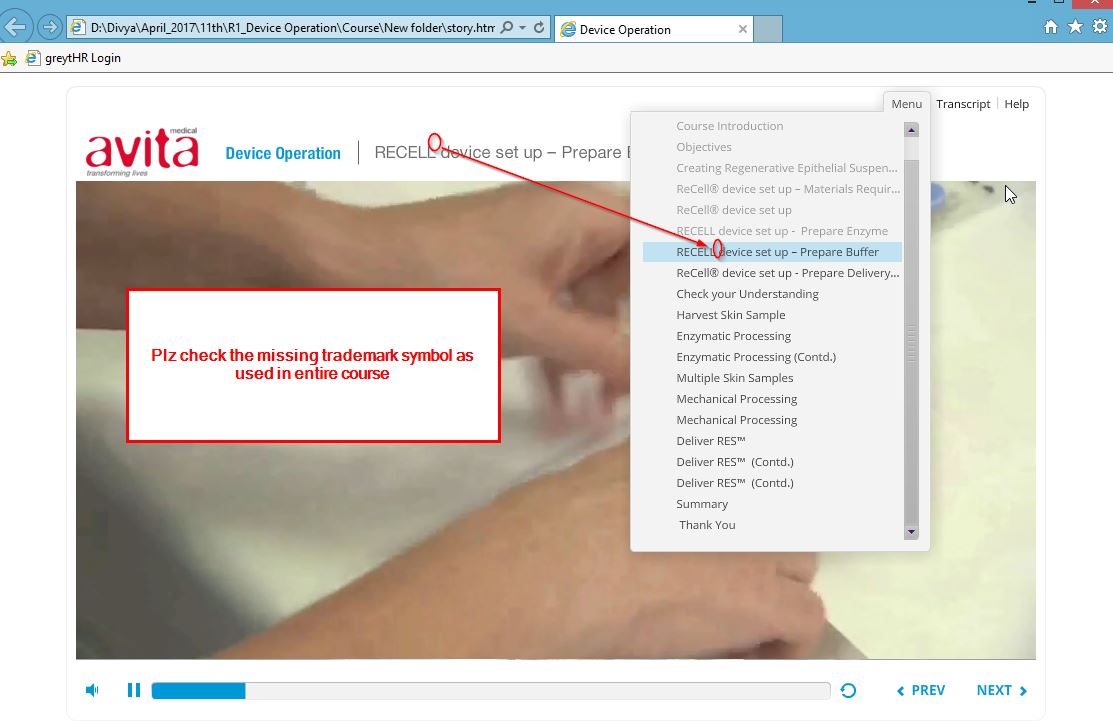 D:\Divya\April_2017\11th\R1_Device Operation\Course\New folder\story.htm
Device Operation
greytHR Login
Menu Transcript Help
avita medical
transforming lives
Device Operation RECELL device set up – Prepare
Course Introduction
Objectives
Creating Regenerative Epithelial Suspen...
ReCell® device set up – Materials Requir...
ReCell® device set up
RECELL device set up - Prepare Enzyme
RECELL device set up – Prepare Buffer
ReCell® device set up - Prepare Delivery...
Check your Understanding
Harvest Skin Sample
Enzymatic Processing
Enzymatic Processing (Contd.)
Multiple Skin Samples
Mechanical Processing
Mechanical Processing
Deliver RES™
Deliver RES™ (Contd.)
Deliver RES™ (Contd.)
Summary
Thank You
Plz check the missing trademark symbol as
used in entire course
PREV NEXT